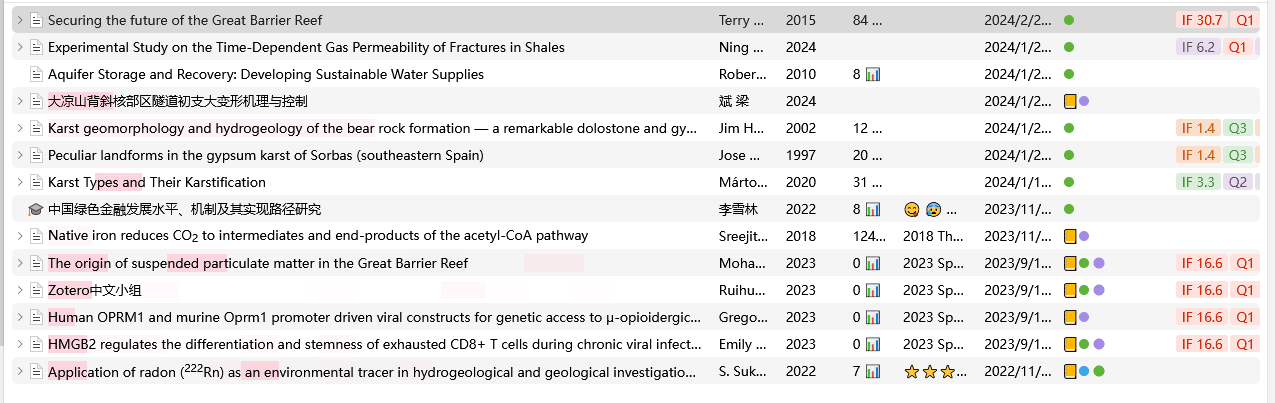 Securing the future of the Great Barrier Reef Terry ... 2015 84 ... 2024/2/2... IF 30.7 Q1
Experimental Study on the Time-Dependent Gas Permeability of Fractures in Shales Ning ... 2024 2024/1/2... IF 6.2 Q1
Aquifer Storage and Recovery: Developing Sustainable Water Supplies Rober... 2010 8 📊 2024/1/2...
大凉山背斜核部区隧道初支大变形机理与控制 斌 梁 2024 2024/1/2...
Karst geomorphology and hydrogeology of the bear rock formation — a remarkable dolostone and gy... Jim H... 2002 12 ... 2024/1/2... IF 1.4 Q3
Peculiar landforms in the gypsum karst of Sorbas (southeastern Spain) Jose ... 1997 20 ... 2024/1/2... IF 1.4 Q3
Karst Types and Their Karstification Márto... 2020 31 ... 2024/1/1... IF 3.3 Q2
中国绿色金融发展水平、机制及其实现路径研究 李雪林 2022 8 📊 😋 😰 ... 2023/11/...
Native iron reduces CO₂ to intermediates and end-products of the acetyl-CoA pathway Sreejit... 2018 124... 2018 Th... 2023/11/...
The origin of suspended particulate matter in the Great Barrier Reef Moha... 2023 0 📊 2023 Sp... 2023/9/1... IF 16.6 Q1
Zotero中文小组 Ruihu... 2023 0 📊 2023 Sp... 2023/9/1... IF 16.6 Q1
Human OPRM1 and murine Oprm1 promoter driven viral constructs for genetic access to μ-opioidergic... Grego... 2023 0 📊 2023 Sp... 2023/9/1... IF 16.6 Q1
HMGB2 regulates the differentiation and stemness of exhausted CD8+ T cells during chronic viral infect... Emily ... 2023 0 📊 2023 Sp... 2023/9/1... IF 16.6 Q1
Application of radon (²²²Rn) as an environmental tracer in hydrogeological and geological investigatio... S. Suk... 2022 7 📊 ⭐⭐⭐... 2022/11/...